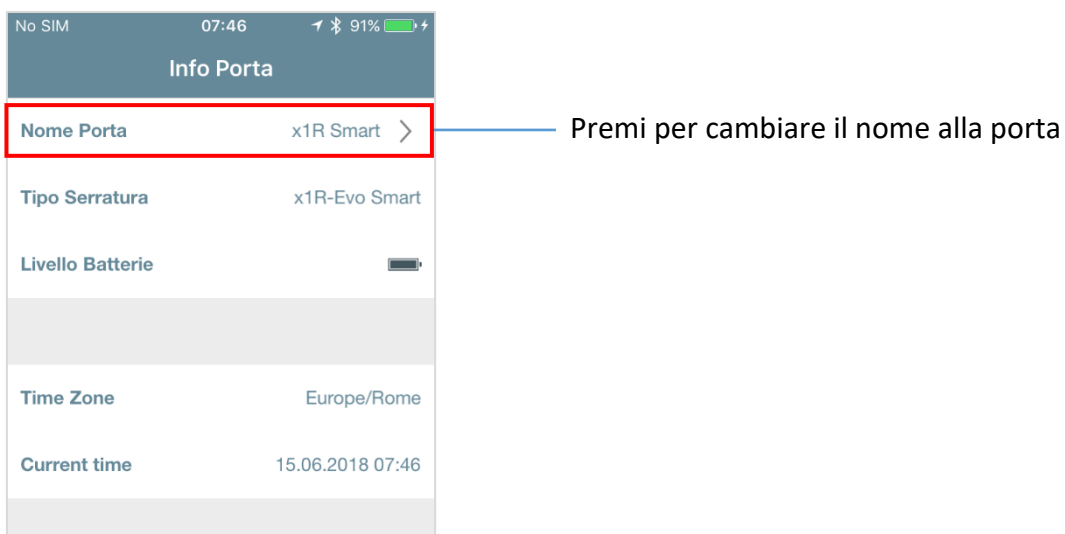 No SIM 07:46 91%
Info Porta
Nome Porta x1R Smart
Premi per cambiare il nome alla porta
Tipo Serratura x1R-Evo Smart
Livello Batterie
Time Zone Europe/Rome
Current time 15.06.2018 07:46